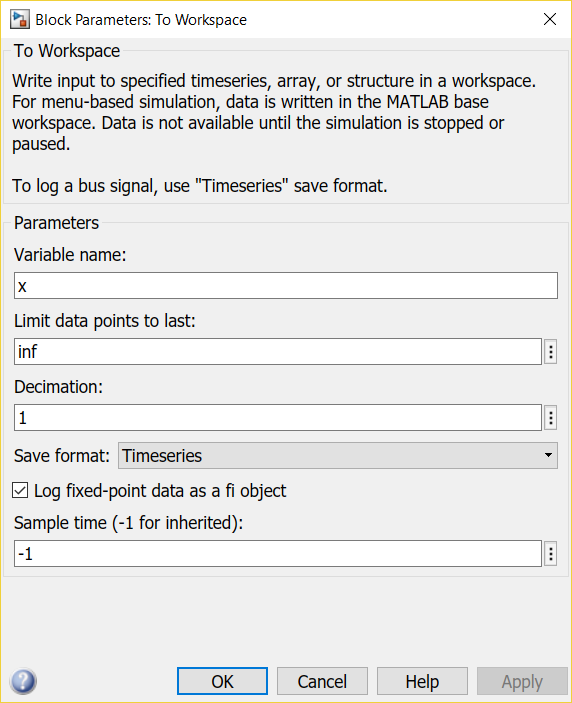 Block Parameters: To Workspace
To Workspace
Write input to specified timeseries, array, or structure in a workspace.
For menu-based simulation, data is written in the MATLAB base
workspace. Data is not available until the simulation is stopped or
paused.
To log a bus signal, use "Timeseries" save format.
Parameters
Variable name:
x
Limit data points to last:
inf
Decimation:
1
Save format: Timeseries
Log fixed-point data as a fi object
Sample time (-1 for inherited):
-1
? OK Cancel Help Apply